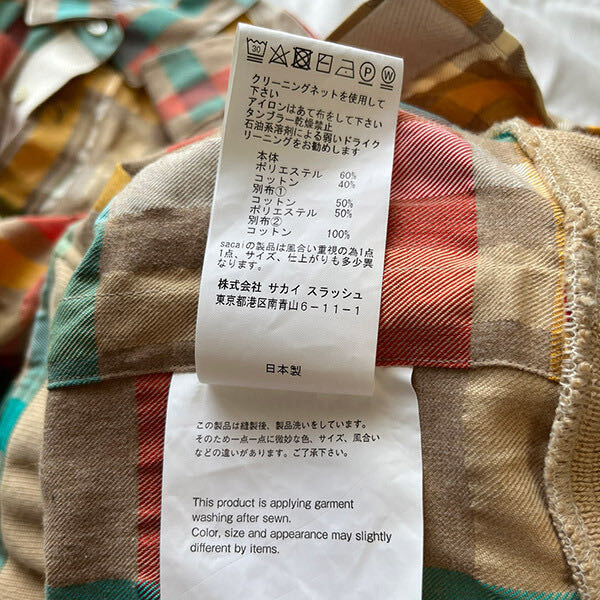 30
P
W
クリーニングネットを使用して
下さい
アイロンはあて布をして下さい
タンブラー乾燥禁止
石油系溶剤による弱いドライク
リーニングをお勧めします
本体
ポリエステル 60%
コットン 40%
別布①
コットン 50%
ポリエステル 50%
別布②
コットン 100%
sacaiの製品は風合い重視の為1点
1点、サイズ、仕上がりも多少異
なります。
株式会社 サカイ スラッシュ
東京都港区南青山6-11-1
日本製
この製品は縫製後、製品洗いをしています。
そのため一点一点に微妙な色、サイズ、風合い
などの違いがあります。ご了承下さい。
This product is applying garment
washing after sewn.
Color, size and appearance may slightly
different by items.